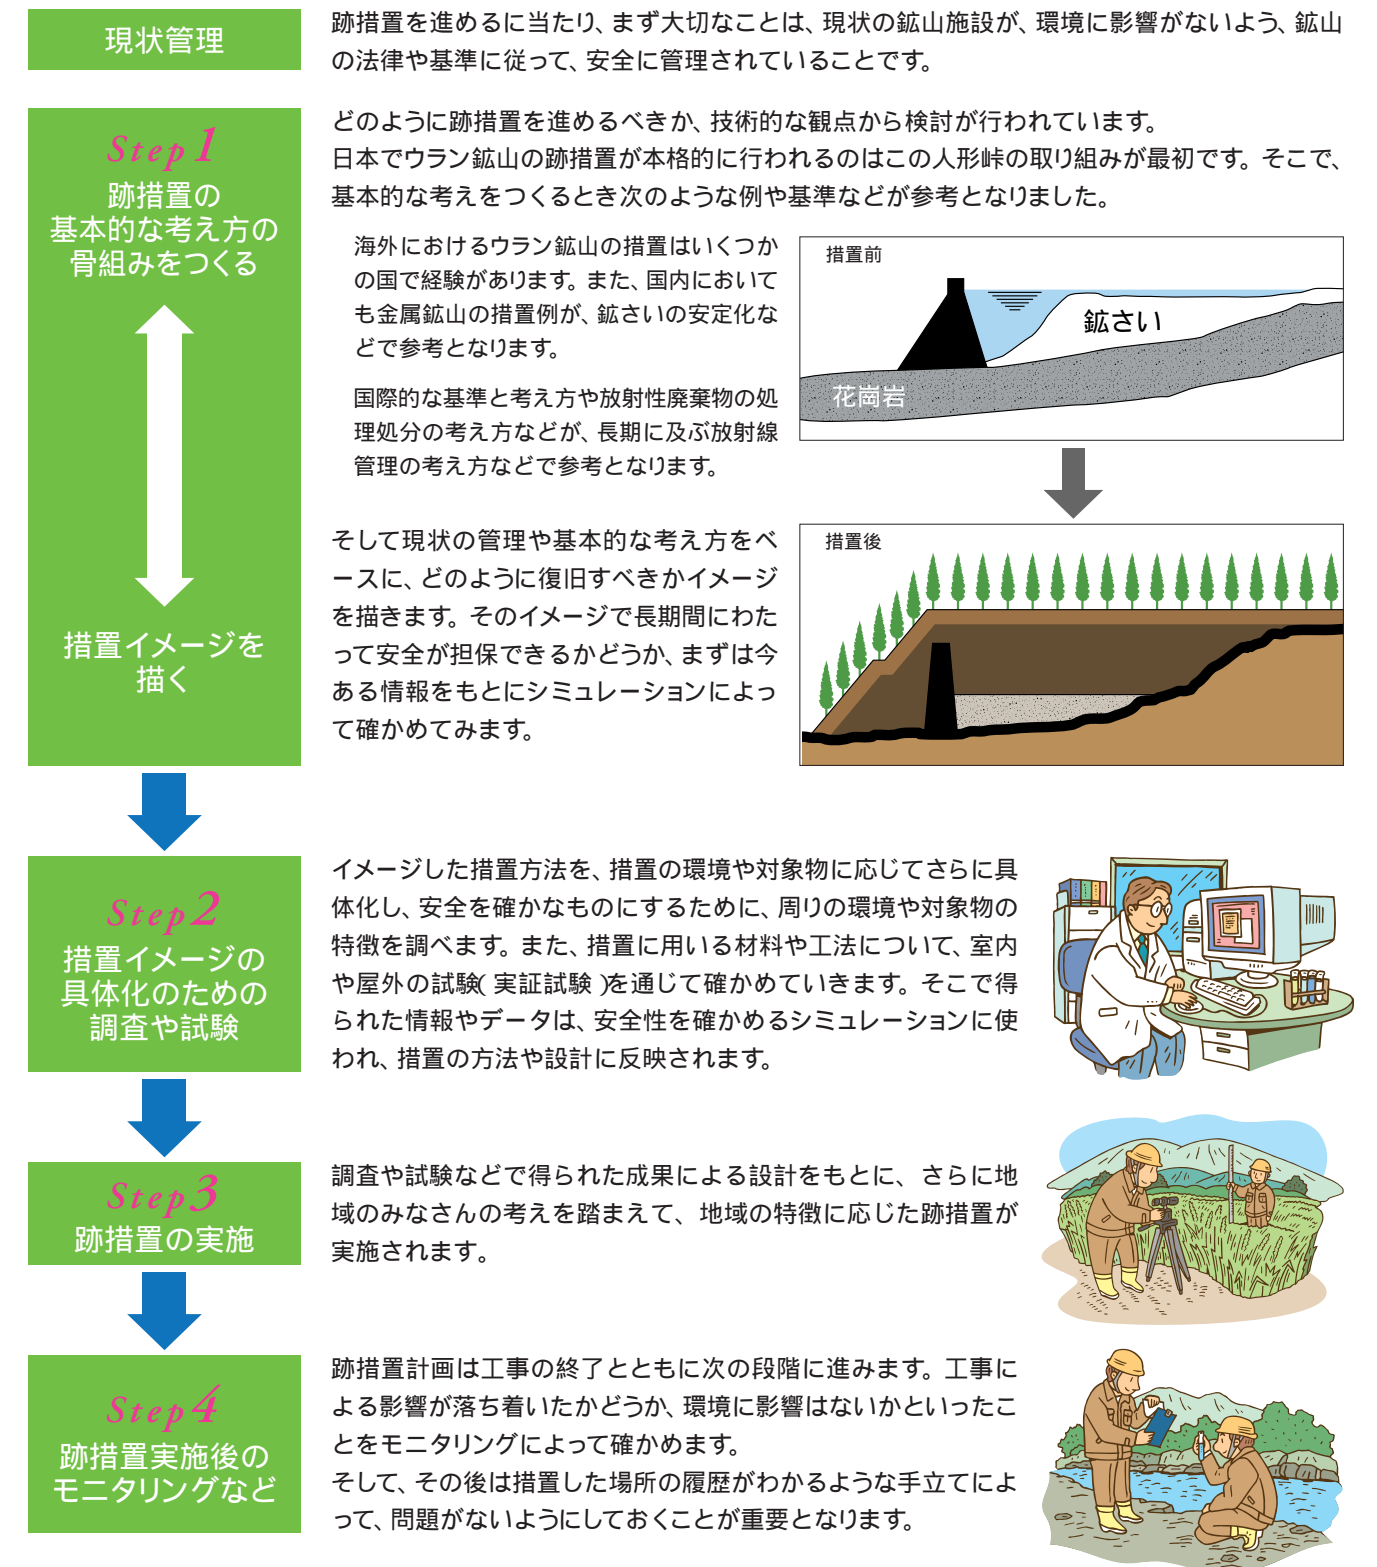 現状管理
跡措置を進めるに当たり、まず大切なことは、現状の鉱山施設が、環境に影響がないよう、鉱山
の法律や基準に従って、安全に管理されていることです。
Step1
跡措置の
基本的な考え方の
骨組みをつくる
措置イメージを
描く
どのように跡措置を進めるべきか、技術的な観点から検討が行われています。
日本でウラン鉱山の跡措置が本格的に行われるのはこの人形峠の取り組みが最初です。そこで、
基本的な考えをつくるとき次のような例や基準などが参考となりました。
海外におけるウラン鉱山の措置はいくつか
の国で経験があります。また、国内において
も金属鉱山の措置例が、鉱さいの安定化な
どで参考となります。
国際的な基準と考え方や放射性廃棄物の処
理処分の考え方などが、長期に及ぶ放射線
管理の考え方などで参考となります。
措置前
鉱さい
花崗岩
そして現状の管理や基本的な考え方をベ
ースに、どのように復旧すべきかイメージ
を描きます。そのイメージで長期間にわた
って安全が担保できるかどうか、まずは今
ある情報をもとにシミュレーションによっ
て確かめてみます。
措置後
Step2
措置イメージの
具体化のための
調査や試験
イメージした措置方法を、措置の環境や対象物に応じてさらに具
体化し、安全を確かなものにするために、周りの環境や対象物の
特徴を調べます。また、措置に用いる材料や工法について、室内
や屋外の試験(実証試験)を通じて確かめていきます。そこで得
られた情報やデータは、安全性を確かめるシミュレーションに使
われ、措置の方法や設計に反映されます。
Step3
跡措置の実施
調査や試験などで得られた成果による設計をもとに、さらに地
域のみなさんの考えを踏まえて、地域の特徴に応じた跡措置が
実施されます。
Step4
跡措置実施後の
モニタリングなど
跡措置計画は工事の終了とともに次の段階に進みます。工事に
よる影響が落ち着いたかどうか、環境に影響はないかといったこ
とをモニタリングによって確かめます。
そして、その後は措置した場所の履歴がわかるような手立てによ
って、問題がないようにしておくことが重要となります。